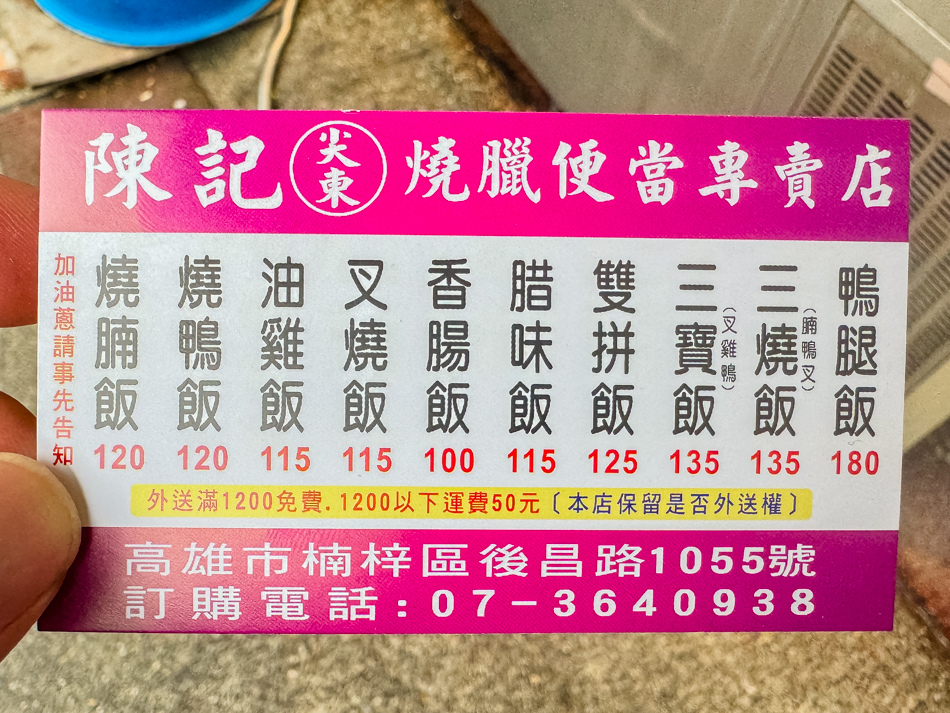 陳記 尖東 燒臘便當專賣店
加油蔥請事先告知
燒腩飯 120
燒鴨飯 120
油雞飯 115
叉燒飯 115
香腸飯 100
腊味飯 115
雙拼飯 125
三寶飯(叉雞鴨) 135
三燒飯(腩鴨叉) 135
鴨腿飯 180
外送滿1200免費.1200以下運費50元〔本店保留是否外送權〕
高雄市楠梓區後昌路1055號
訂購電話:07-3640938